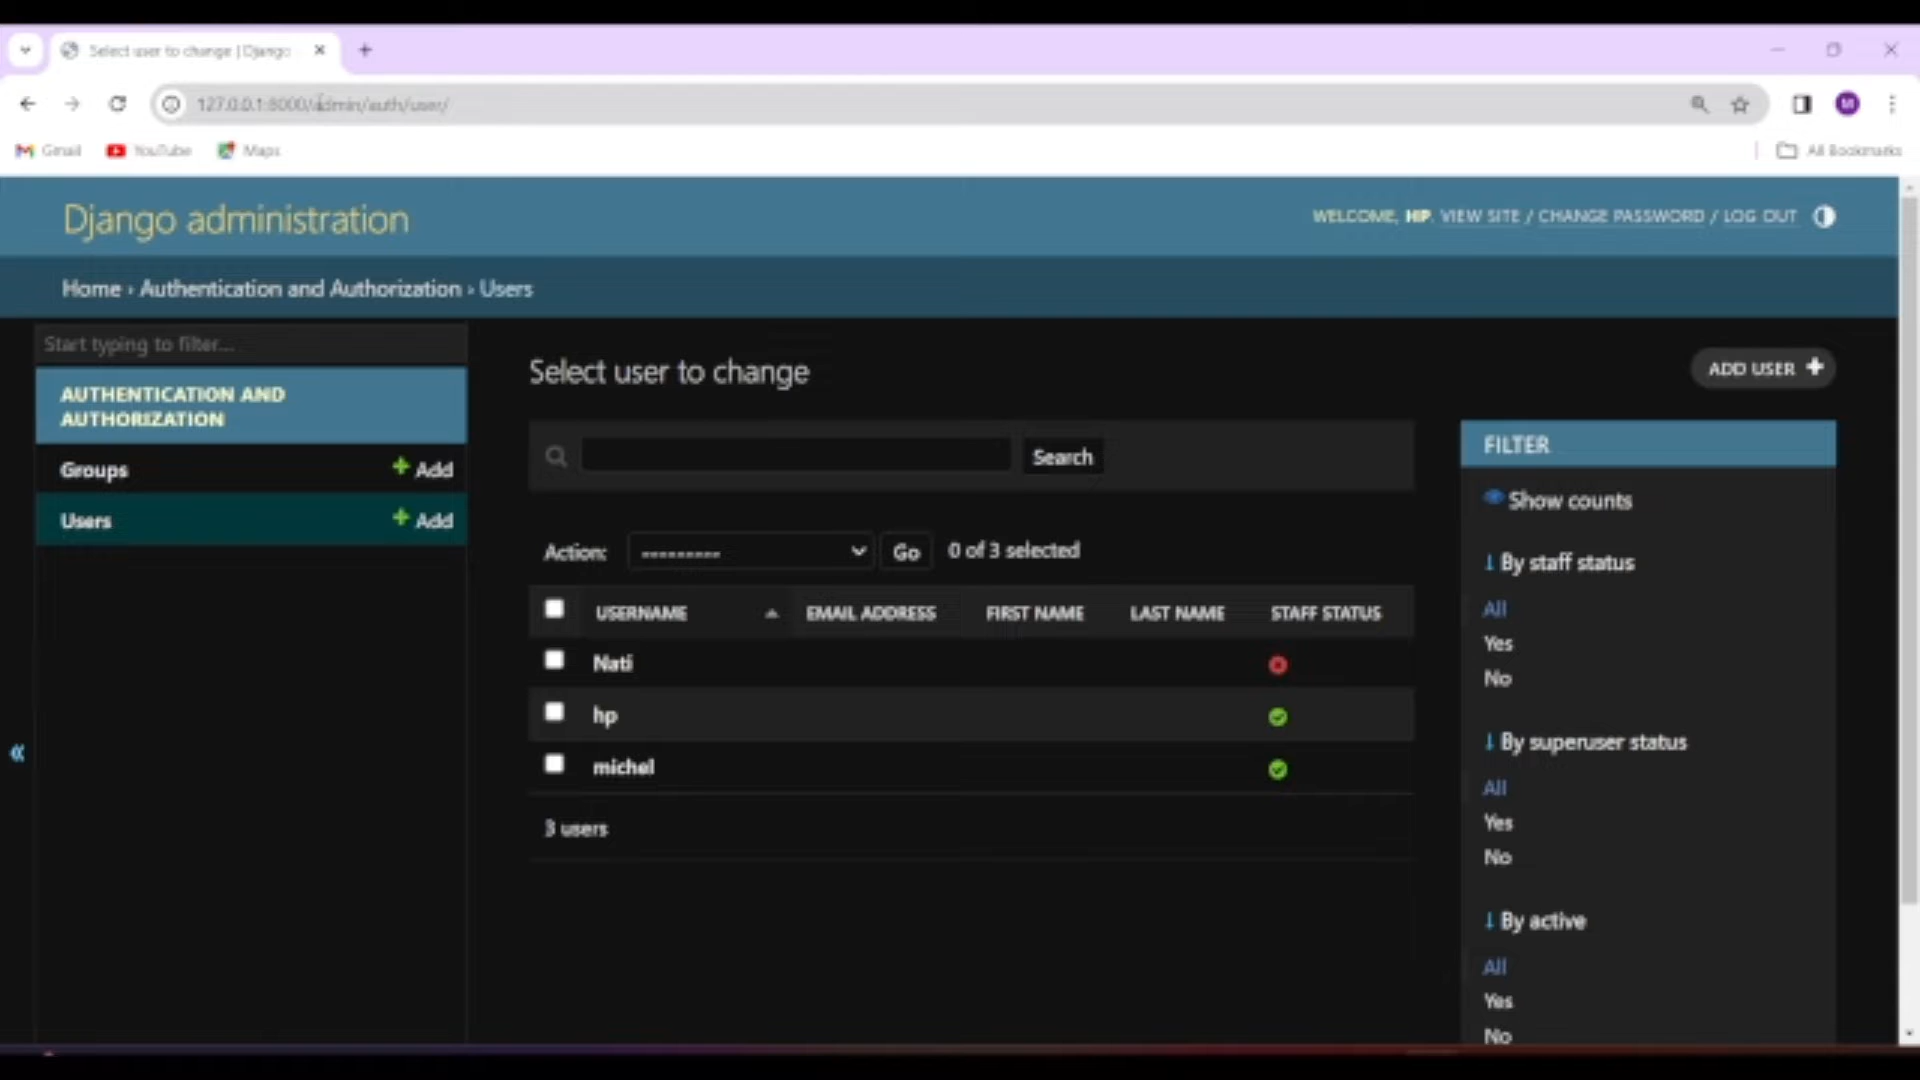 Select user to change | Django
127.0.0.1:8000/admin/auth/user/
Gmail YouTube Maps All Bookmarks
Django administration
WELCOME, HP. VIEW SITE / CHANGE PASSWORD / LOG OUT
Home › Authentication and Authorization › Users
Start typing to filter...
AUTHENTICATION AND
AUTHORIZATION
Groups + Add
Users + Add
Select user to change
ADD USER +
Search
Action: --------- Go 0 of 3 selected
USERNAME EMAIL ADDRESS FIRST NAME LAST NAME STAFF STATUS
Nati
hp
michel
3 users
FILTER
Show counts
↓ By staff status
All
Yes
No
↓ By superuser status
All
Yes
No
↓ By active
All
Yes
No
M
«